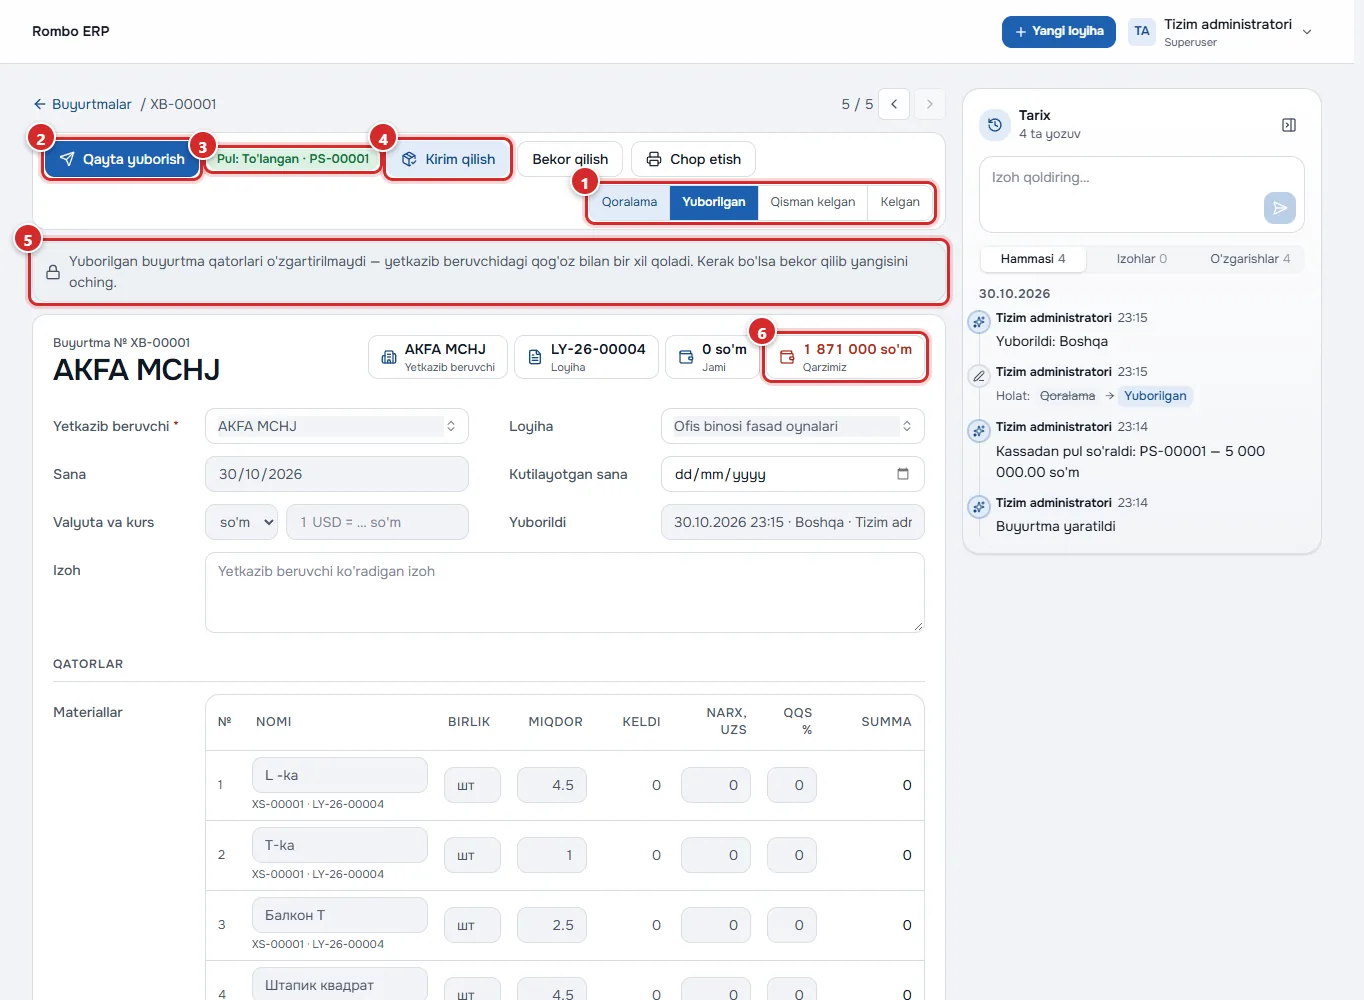 Rombo ERP
+ Yangi loyiha
TA
Tizim administratori
Superuser
← Buyurtmalar / XB-00001
5 / 5
2
Qayta yuborish
3
Pul: To'langan · PS-00001
4
Kirim qilish
Bekor qilish
Chop etish
1
Qoralama
Yuborilgan
Qisman kelgan
Kelgan
5
Yuborilgan buyurtma qatorlari o'zgartirilmaydi — yetkazib beruvchidagi qog'oz bilan bir xil qoladi. Kerak bo'lsa bekor qilib yangisini
oching.
Buyurtma № XB-00001
AKFA MCHJ
AKFA MCHJ
Yetkazib beruvchi
LY-26-00004
Loyiha
0 so'm
Jami
6
1 871 000 so'm
Qarzimiz
Yetkazib beruvchi *
AKFA MCHJ
Loyiha
Ofis binosi fasad oynalari
Sana
30/10/2026
Kutilayotgan sana
dd/mm/yyyy
Valyuta va kurs
so'm
1 USD = ... so'm
Yuborildi
30.10.2026 23:15 · Boshqa · Tizim adr
Izoh
Yetkazib beruvchi ko'radigan izoh
QATORLAR
Materiallar
№ NOMI BIRLIK MIQDOR KELDI NARX, UZS QQS % SUMMA
1 L -ka шт 4.5 0 0 0 0
XS-00001 · LY-26-00004
2 T-ka шт 1 0 0 0 0
XS-00001 · LY-26-00004
3 Балкон Т шт 2.5 0 0 0 0
XS-00001 · LY-26-00004
4 Штапик квадрат шт 4.5 0 0 0 0
Tarix
4 ta yozuv
Izoh qoldiring...
Hammasi 4
Izohlar 0
O'zgarishlar 4
30.10.2026
Tizim administratori 23:15
Yuborildi: Boshqa
Tizim administratori 23:15
Holat: Qoralama → Yuborilgan
Tizim administratori 23:14
Kassadan pul so'raldi: PS-00001 — 5 000
000.00 so'm
Tizim administratori 23:14
Buyurtma yaratildi